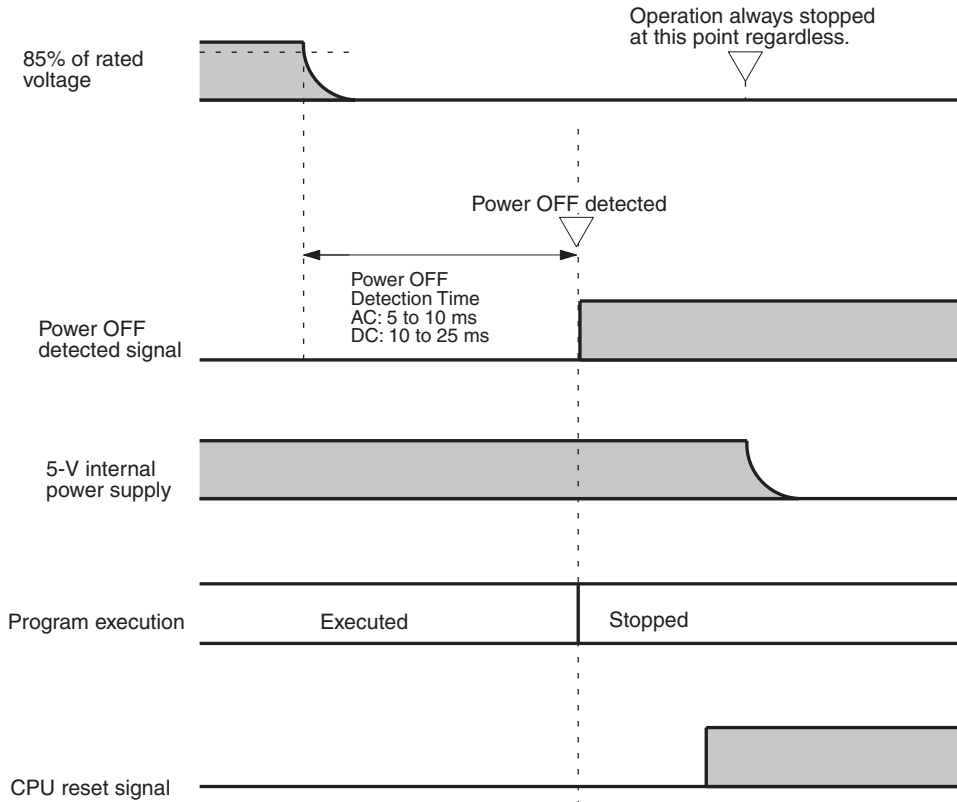 Operation always stopped
at this point regardless.
85% of rated
voltage
Power OFF detected
Power OFF
Detection Time
AC: 5 to 10 ms
DC: 10 to 25 ms
Power OFF
detected signal
5-V internal
power supply
Program execution
Executed
Stopped
CPU reset signal